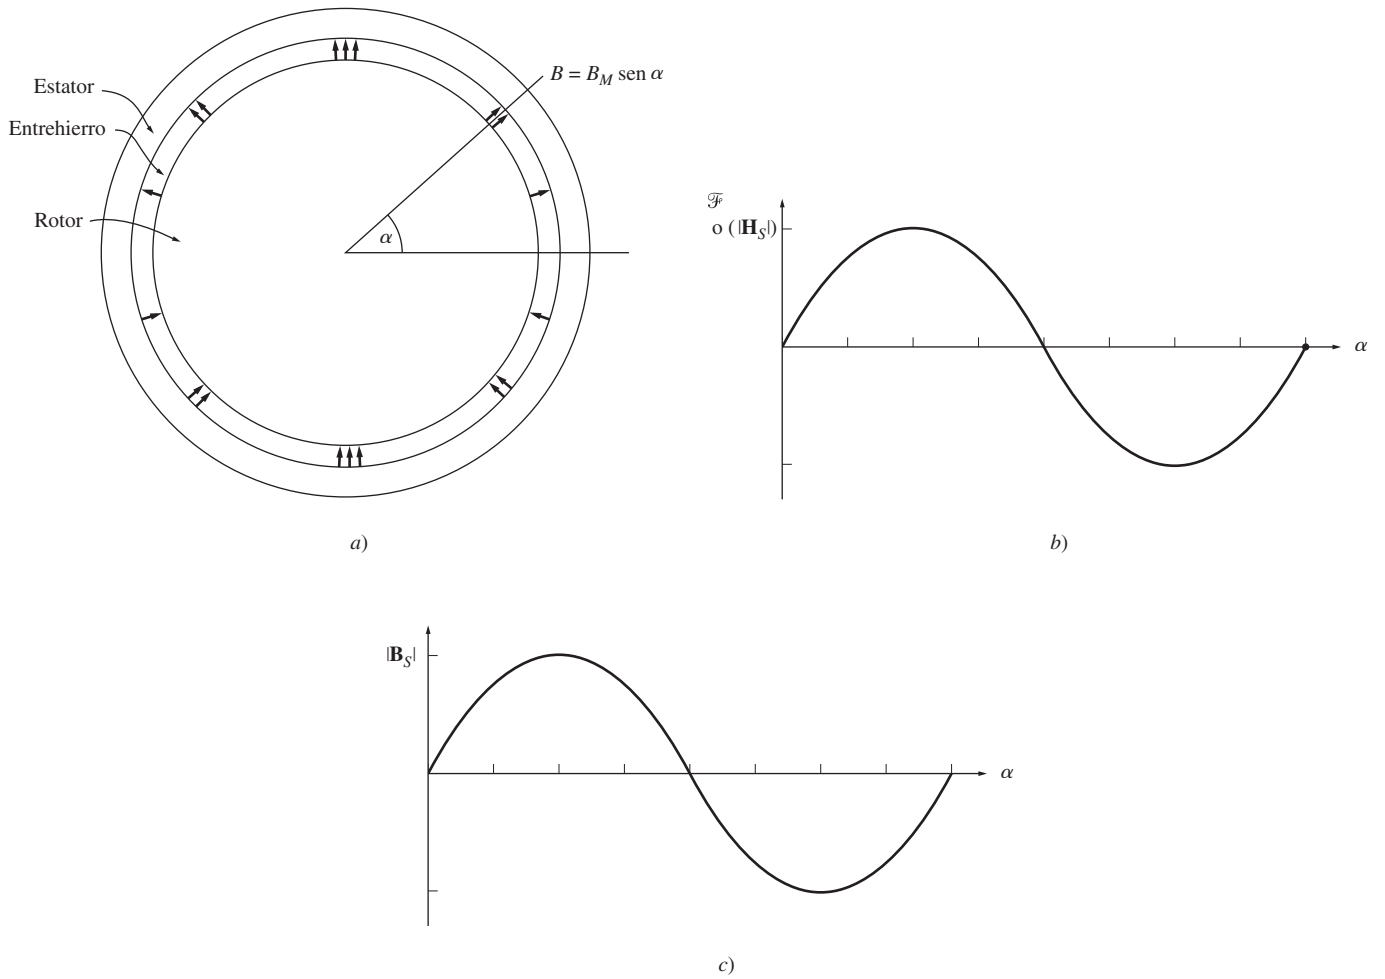 Estator
Entrehierro
Rotor
B = B_M sen α
α
a)
ℱ
o (|H_S|)
α
b)
|B_S|
α
c)